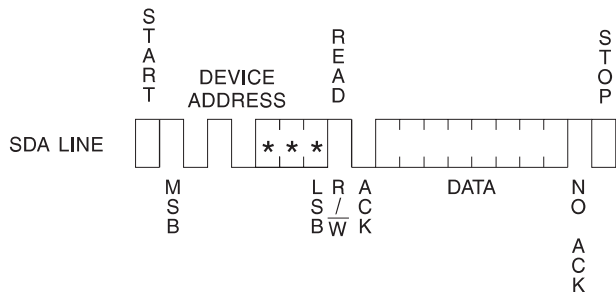 START
DEVICE
ADDRESS
READ
STOP
SDA LINE
* * *
MSB
LSB
R/W̅
ACK
DATA
NO ACK